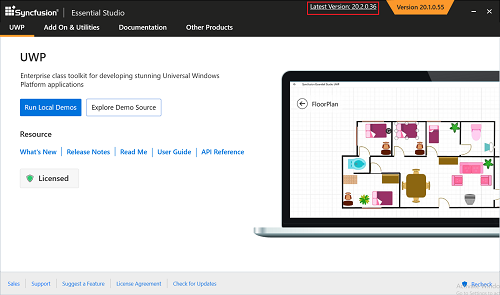 Syncfusion® Essential Studio Latest Version: 20.2.0.36 Version 20.1.0.55
UWP Add On & Utilities Documentation Other Products
UWP
Enterprise class toolkit for developing stunning Universal Windows
Platform applications
Run Local Demos Explore Demo Source
FloorPlan
Resource
What's New Release Notes Read Me User Guide API Reference
Licensed
Sales Support Suggest a Feature License Agreement Check for Updates Recheck